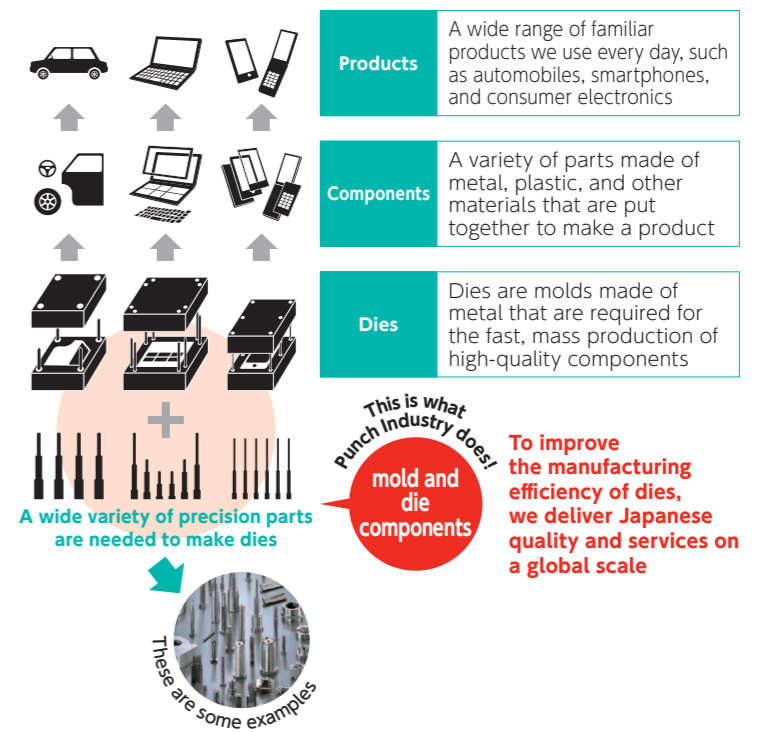 Products
A wide range of familiar
products we use every day, such
as automobiles, smartphones,
and consumer electronics
Components
A variety of parts made of
metal, plastic, and other
materials that are put
together to make a product
Dies
Dies are molds made of
metal that are required for
the fast, mass production of
high-quality components
This is what
Punch Industry does!
mold and
die
components
To improve
the manufacturing
efficiency of dies,
we deliver Japanese
quality and services on
a global scale
A wide variety of precision parts
are needed to make dies
These are some examples